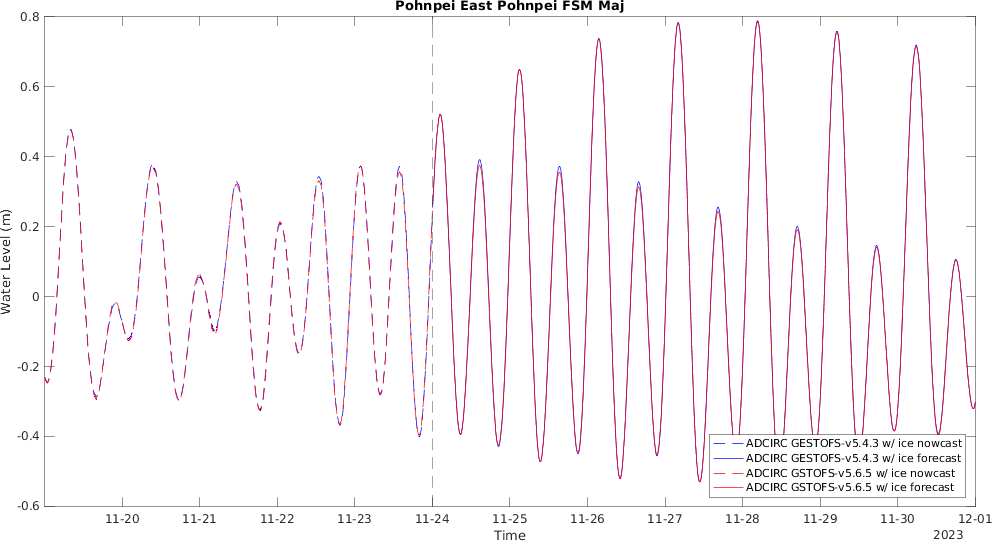 Pohnpei East Pohnpei FSM Maj
0.8
0.6
0.4
0.2
0
-0.2
-0.4
-0.6
Water Level (m)
11-20 11-21 11-22 11-23 11-24 11-25 11-26 11-27 11-28 11-29 11-30 12-01
Time
2023
ADCIRC GESTOFS-v5.4.3 w/ ice nowcast
ADCIRC GESTOFS-v5.4.3 w/ ice forecast
ADCIRC GSTOFS-v5.6.5 w/ ice nowcast
ADCIRC GSTOFS-v5.6.5 w/ ice forecast